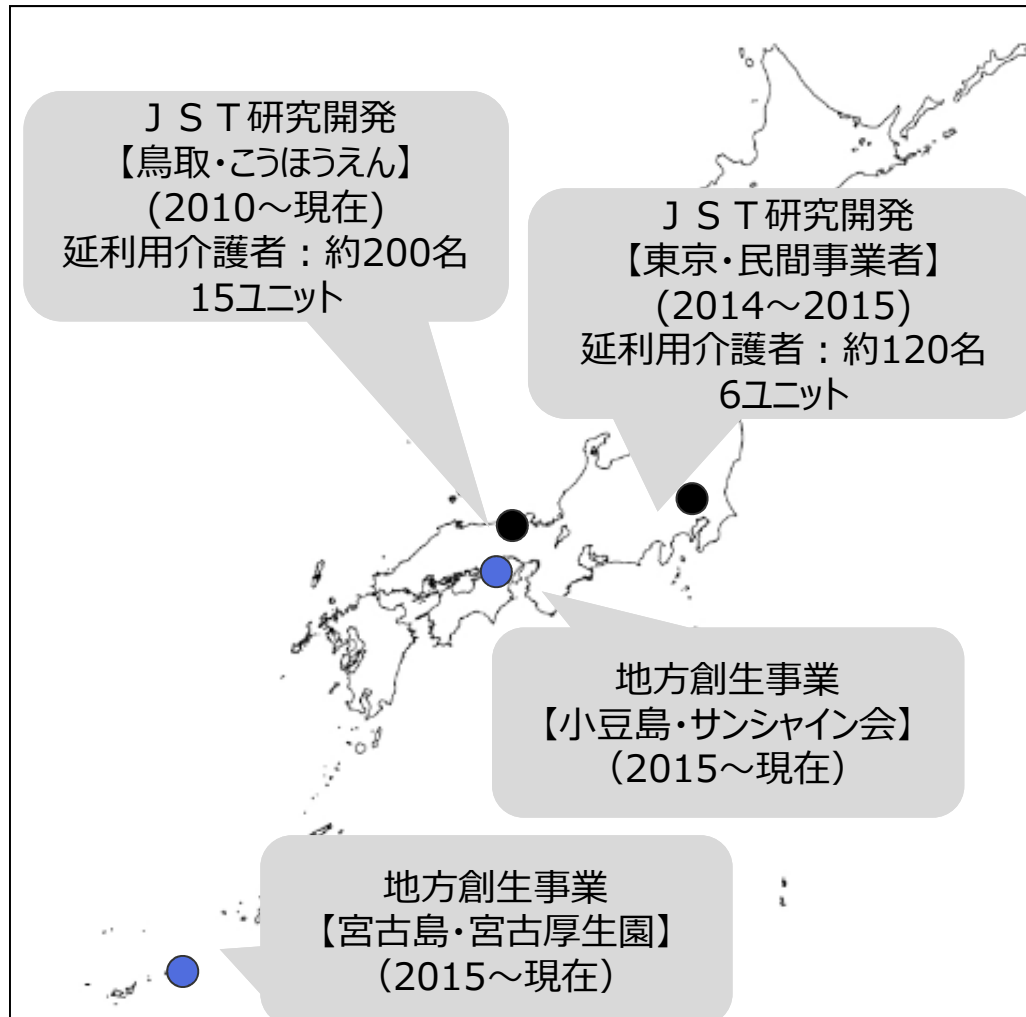 ＪＳＴ研究開発
【鳥取・こうほうえん】
(2010～現在)
延利用介護者：約200名
15ユニット
ＪＳＴ研究開発
【東京・民間事業者】
(2014～2015)
延利用介護者：約120名
6ユニット
地方創生事業
【小豆島・サンシャイン会】
（2015～現在）
地方創生事業
【宮古島・宮古厚生園】
（2015～現在）